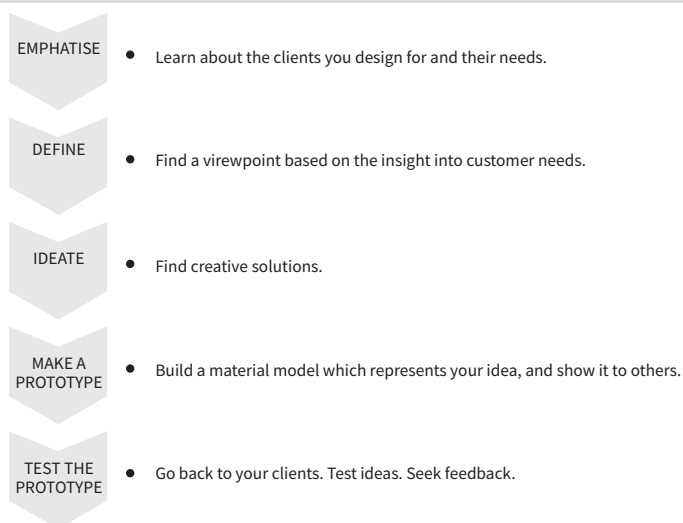 EMPHATISE
Learn about the clients you design for and their needs.
DEFINE
Find a virewpoint based on the insight into customer needs.
IDEATE
Find creative solutions.
MAKE A
PROTOTYPE
Build a material model which represents your idea, and show it to others.
TEST THE
PROTOTYPE
Go back to your clients. Test ideas. Seek feedback.